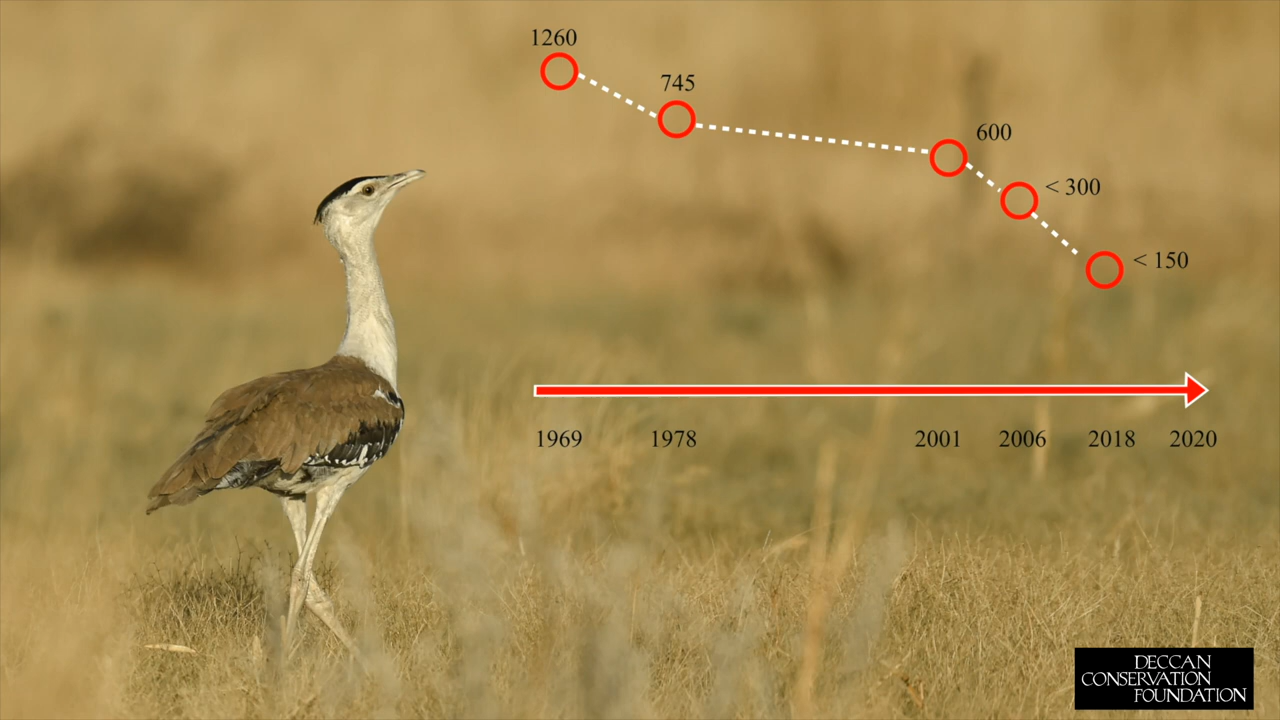 1260
745
600
< 300
< 150
1969 1978 2001 2006 2018 2020
DECCAN
CONSERVATION
FOUNDATION